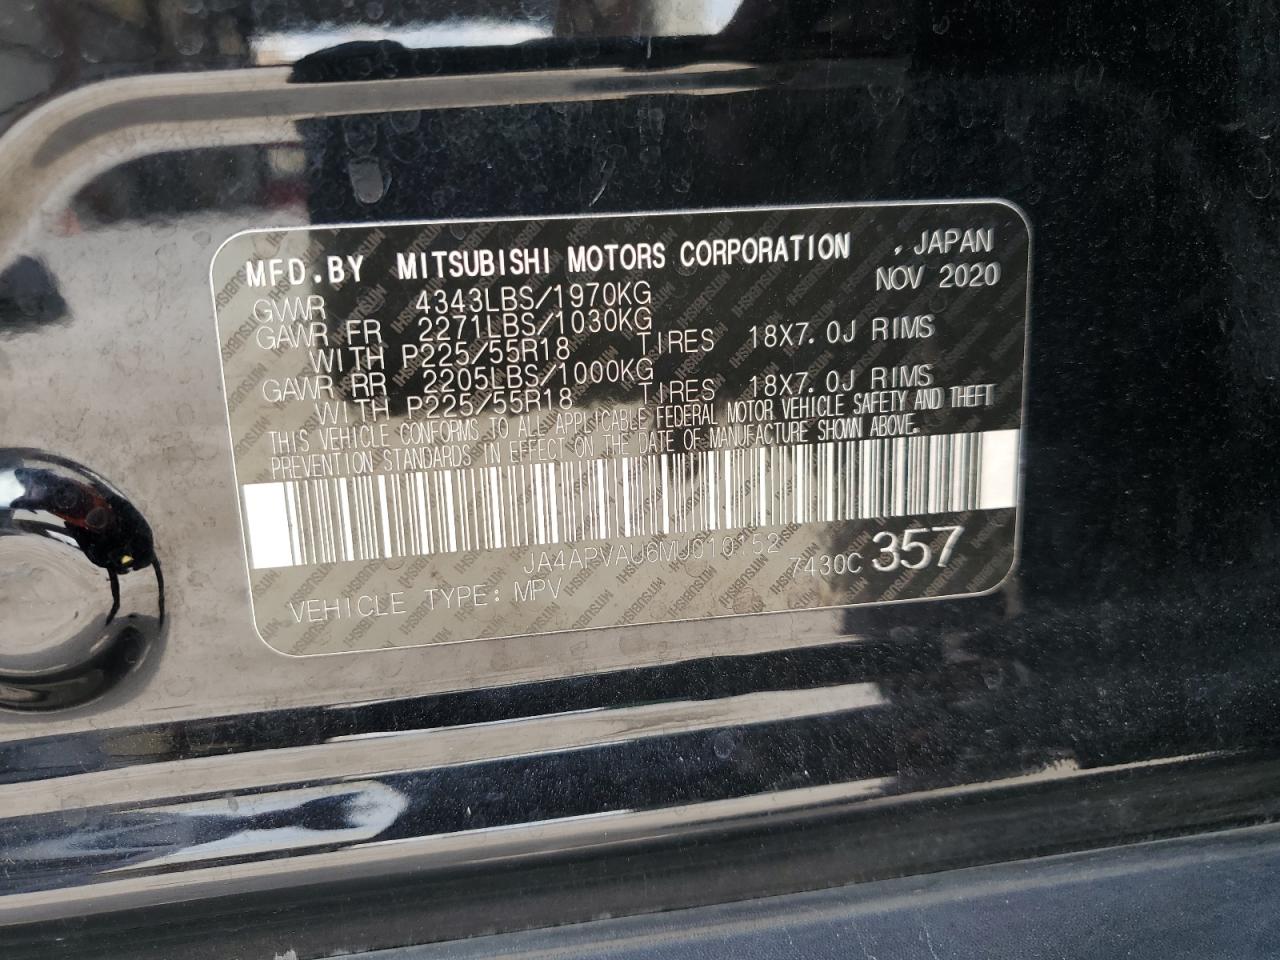 MFD.BY MITSUBISHI MOTORS CORPORATION , JAPAN
NOV 2020
GVWR 4343LBS/1970KG
GAWR FR 2271LBS/1030KG
WITH P225/55R18 TIRES 18X7.0J RIMS
GAWR RR 2205LBS/1000KG
WITH P225/55R18 TIRES 18X7.0J RIMS
THIS VEHICLE CONFORMS TO ALL APPLICABLE FEDERAL MOTOR VEHICLE SAFETY AND THEFT
PREVENTION STANDARDS IN EFFECT ON THE DATE OF MANUFACTURE SHOWN ABOVE.
7430C 357
VEHICLE TYPE: MPV